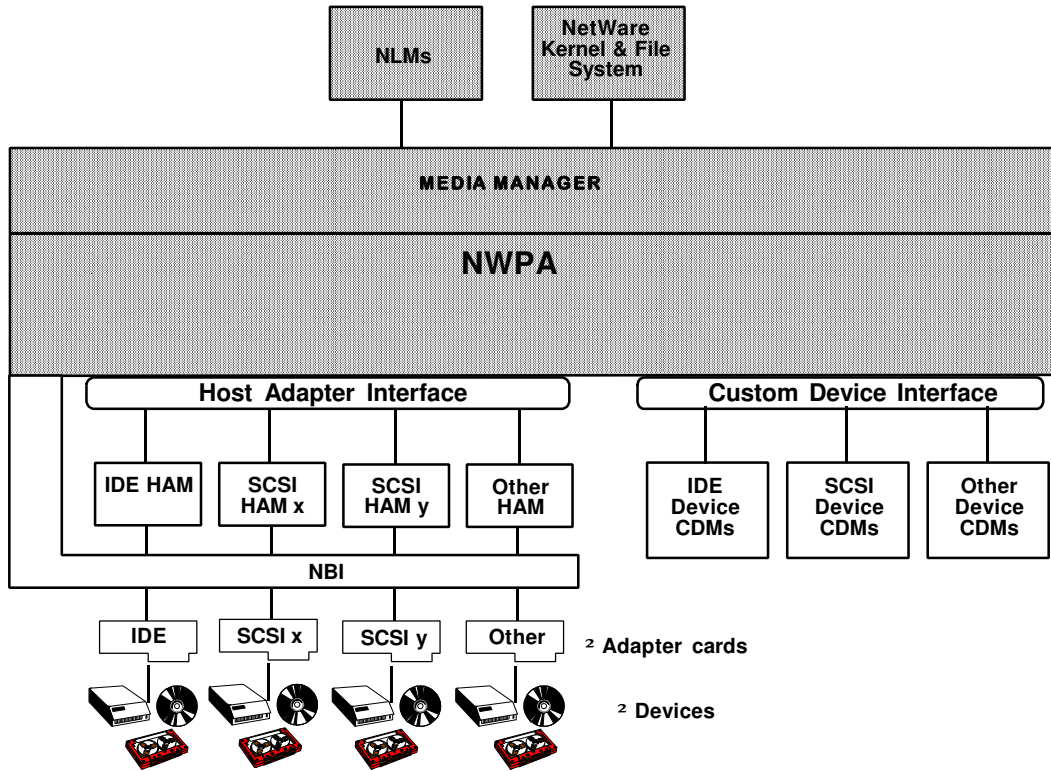 NLMs
NetWare
Kernel & File
System
MEDIA MANAGER
NWPA
Host Adapter Interface
Custom Device Interface
IDE HAM
SCSI
HAM x
SCSI
HAM y
Other
HAM
IDE
Device
CDMs
SCSI
Device
CDMs
Other
Device
CDMs
NBI
IDE
SCSI x
SCSI y
Other
² Adapter cards
² Devices